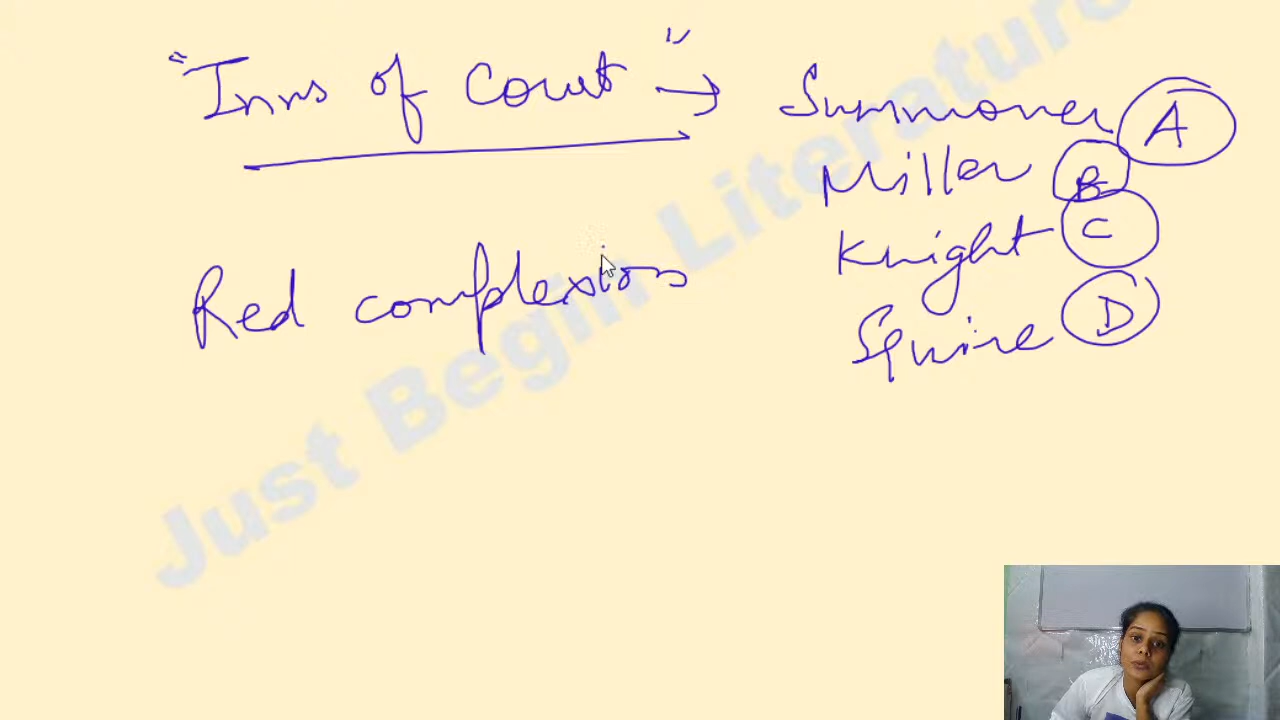 "Inns of Court" → Summoner A
Miller B
Knight C
Squire D
Red complexion
Just Begin Literature